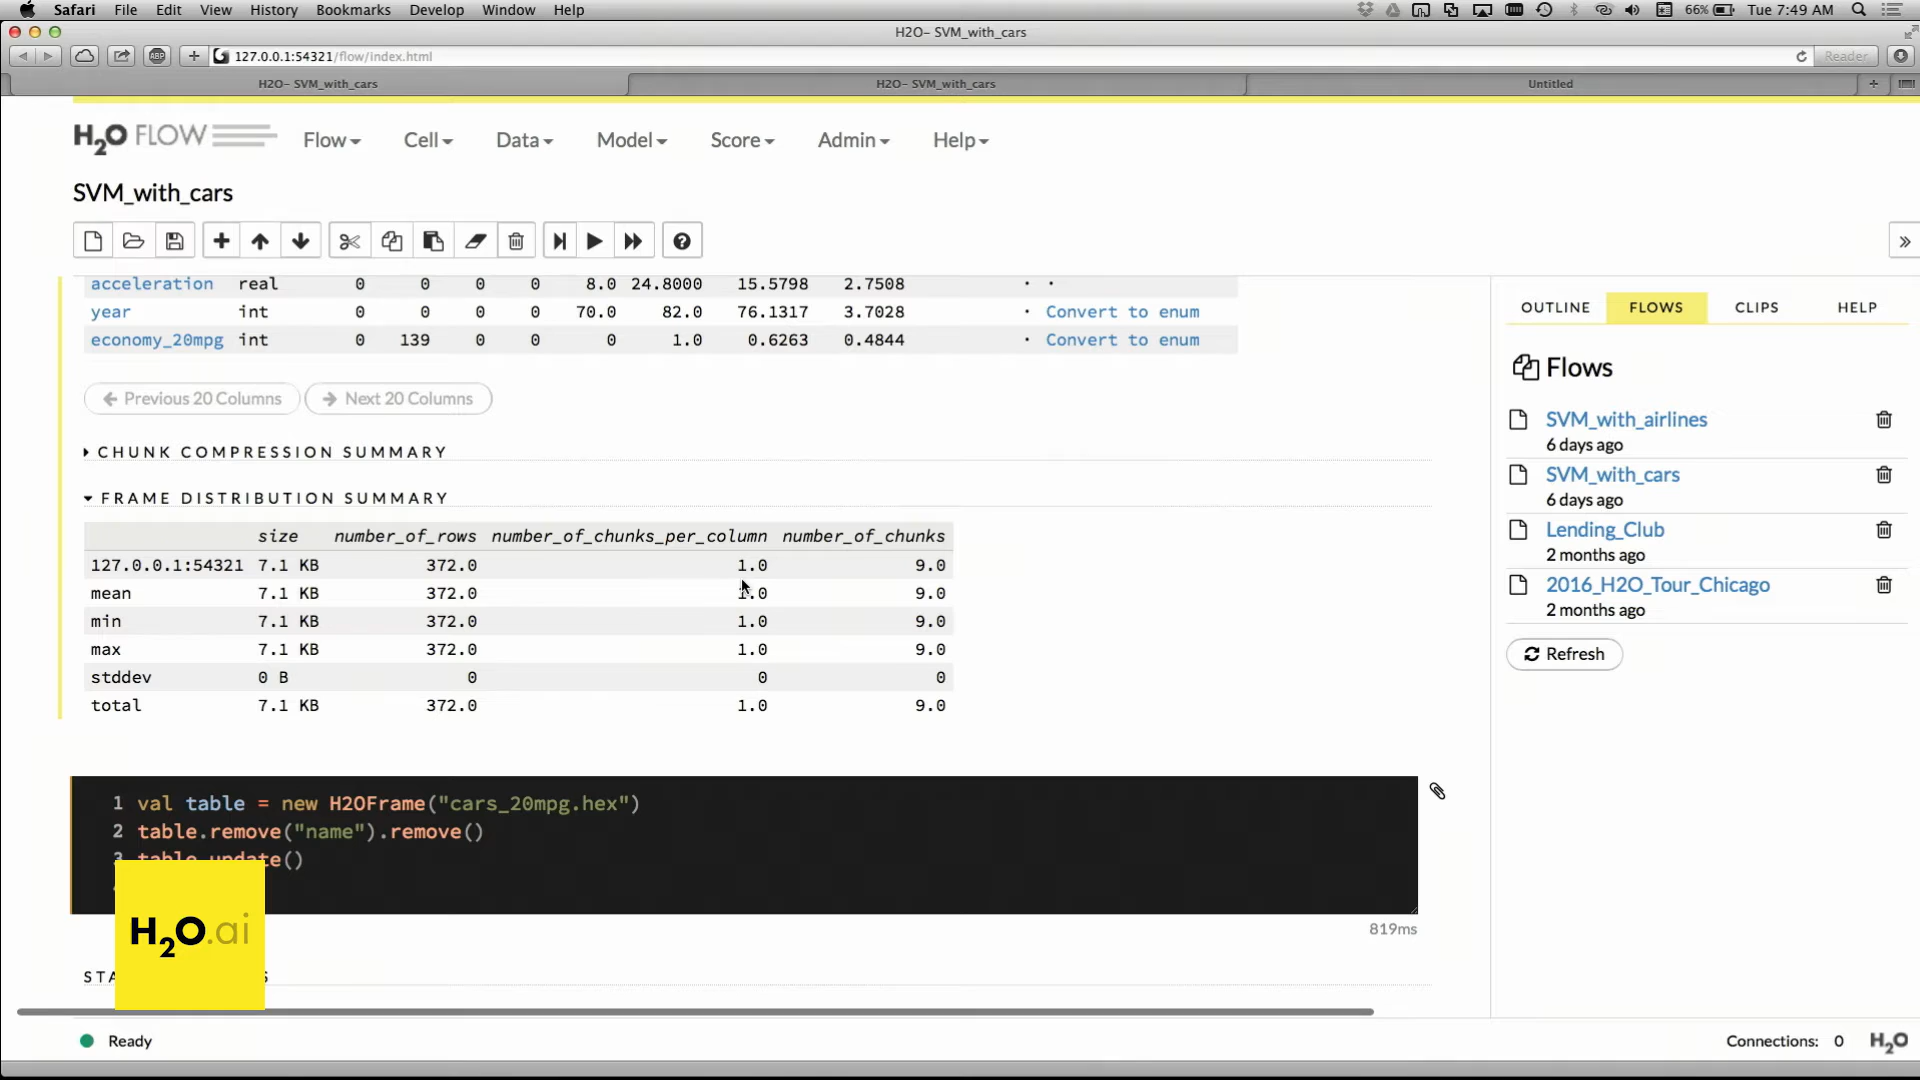 Safari File Edit View History Bookmarks Develop Window Help 66% Tue 7:49 AM
H2O- SVM_with_cars
127.0.0.1:54321/flow/index.html Reader
H2O- SVM_with_cars H2O- SVM_with_cars Untitled
H2O FLOW Flow Cell Data Model Score Admin Help
SVM_with_cars
acceleration real 0 0 0 0 8.0 24.8000 15.5798 2.7508 · ·
year int 0 0 0 0 70.0 82.0 76.1317 3.7028 · Convert to enum
economy_20mpg int 0 139 0 0 0 1.0 0.6263 0.4844 · Convert to enum
Previous 20 Columns Next 20 Columns
CHUNK COMPRESSION SUMMARY
FRAME DISTRIBUTION SUMMARY
size number_of_rows number_of_chunks_per_column number_of_chunks
127.0.0.1:54321 7.1 KB 372.0 1.0 9.0
mean 7.1 KB 372.0 1.0 9.0
min 7.1 KB 372.0 1.0 9.0
max 7.1 KB 372.0 1.0 9.0
stddev 0 B 0 0 0
total 7.1 KB 372.0 1.0 9.0
1 val table = new H2OFrame("cars_20mpg.hex")
2 table.remove("name").remove()
3 table.update()
819ms
H2O.ai
OUTLINE FLOWS CLIPS HELP
Flows
SVM_with_airlines
6 days ago
SVM_with_cars
6 days ago
Lending_Club
2 months ago
2016_H2O_Tour_Chicago
2 months ago
Refresh
Ready
Connections: 0 H2O